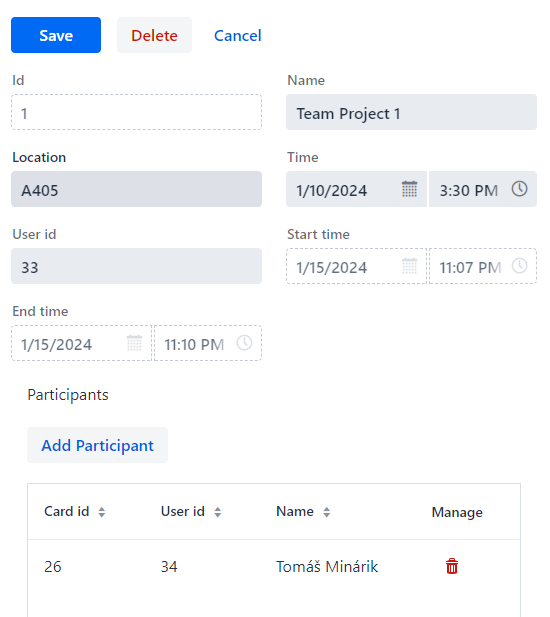 Save Delete Cancel
Id Name
1 Team Project 1
Location Time
A405 1/10/2024 3:30 PM
User id Start time
33 1/15/2024 11:07 PM
End time
1/15/2024 11:10 PM
Participants
Add Participant
Card id User id Name Manage
26 34 Tomáš Minárik